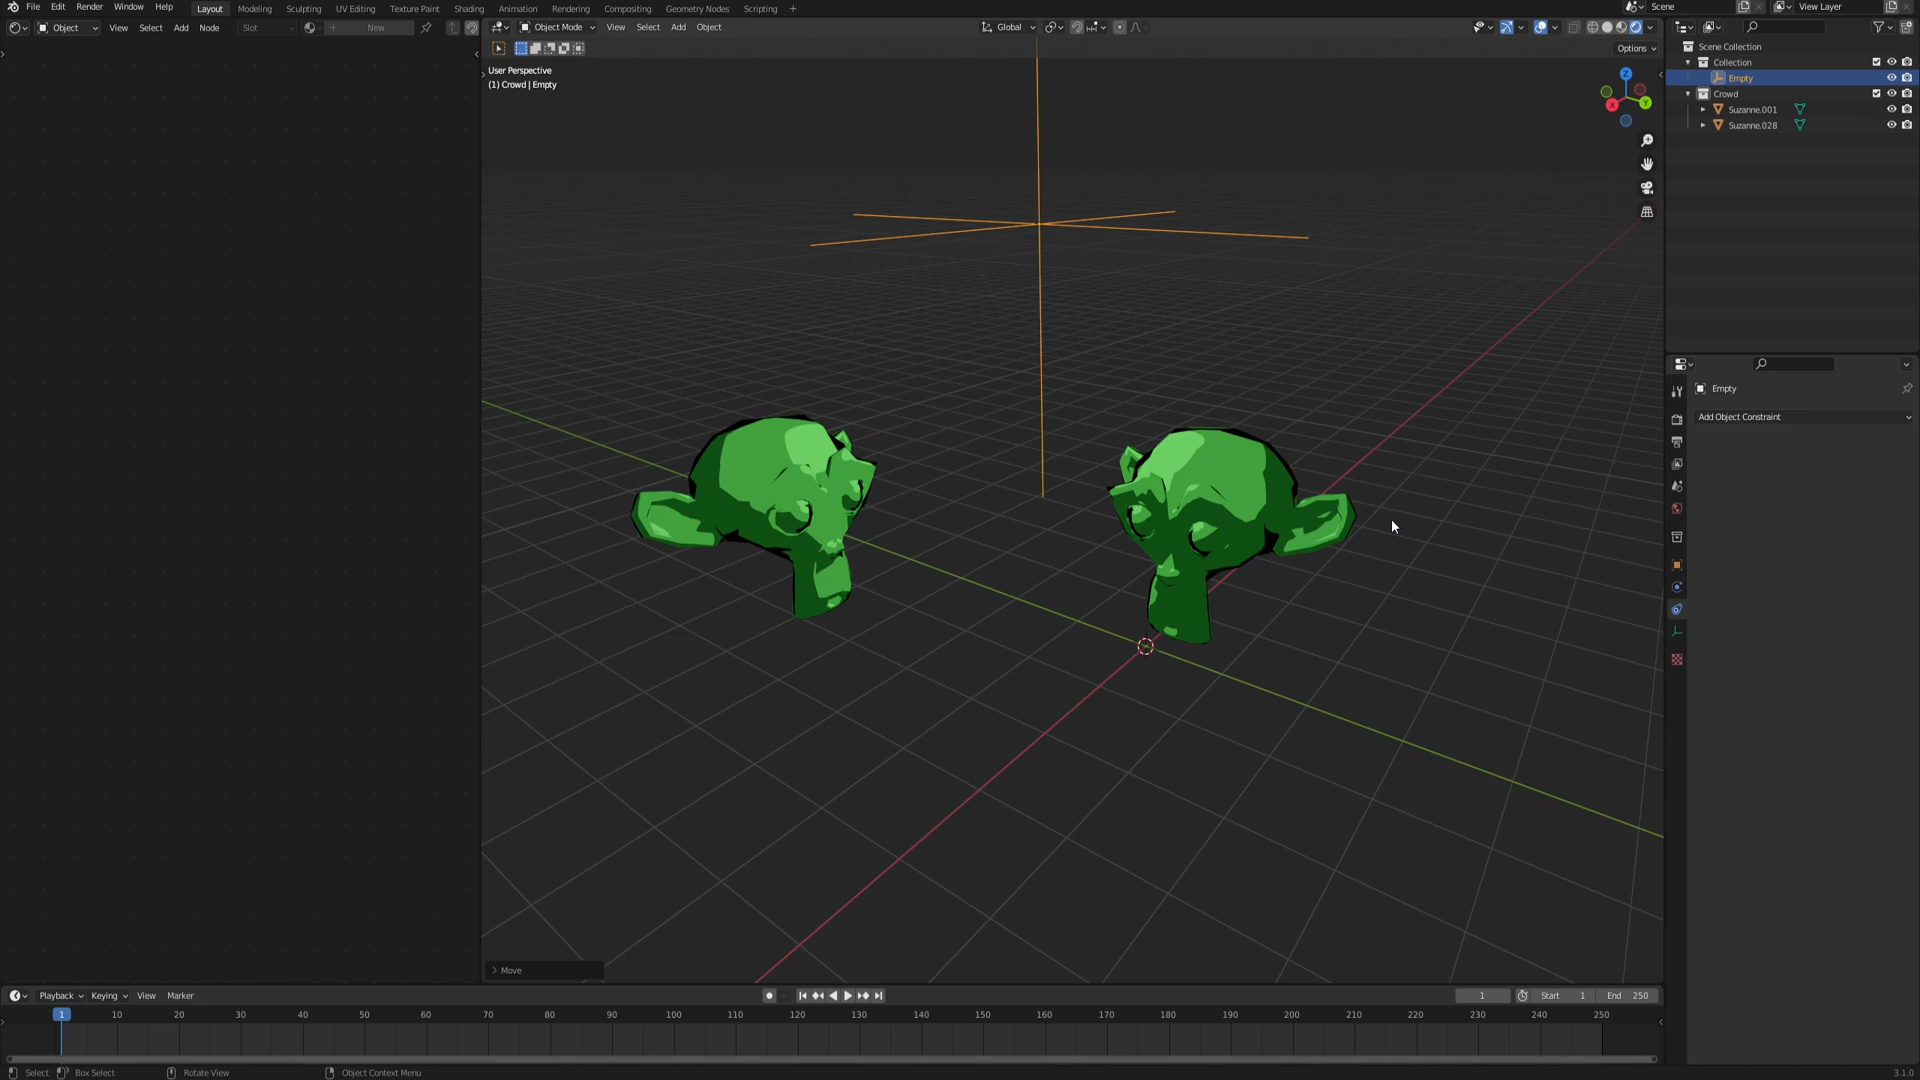 File Edit Render Window Help Layout Modeling Sculpting UV Editing Texture Paint Shading Animation Rendering Compositing Geometry Nodes Scripting + Scene View Layer
Object View Select Add Node Slot New Object Mode View Select Add Object Global
Options
User Perspective
(1) Crowd | Empty
Z
X
Y
Scene Collection
Collection
Empty
Crowd
Suzanne.001
Suzanne.028
Empty
Add Object Constraint
Move
Playback Keying View Marker 1 Start 1 End 250
1 10 20 30 40 50 60 70 80 90 100 110 120 130 140 150 160 170 180 190 200 210 220 230 240 250
Select Box Select Rotate View Object Context Menu 3.1.0